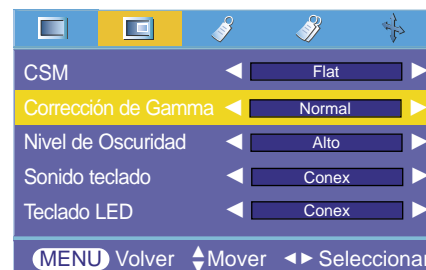 CSM Flat
Corrección de Gamma Normal
Nivel de Oscuridad Alto
Sonido teclado Conex
Teclado LED Conex
MENU Volver Mover Seleccionar